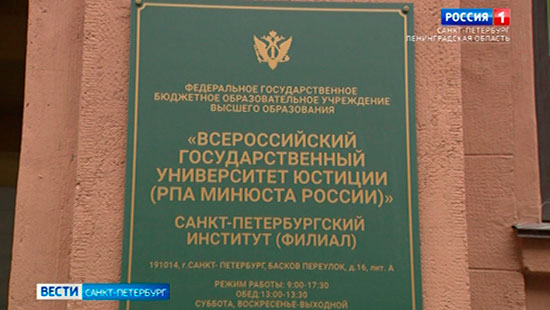 РОССИЯ 1
САНКТ-ПЕТЕРБУРГ
ЛЕНИНГРАДСКАЯ ОБЛАСТЬ
ФЕДЕРАЛЬНОЕ ГОСУДАРСТВЕННОЕ
БЮДЖЕТНОЕ ОБРАЗОВАТЕЛЬНОЕ УЧРЕЖДЕНИЕ
ВЫСШЕГО ОБРАЗОВАНИЯ
«ВСЕРОССИЙСКИЙ
ГОСУДАРСТВЕННЫЙ
УНИВЕРСИТЕТ ЮСТИЦИИ
(РПА МИНЮСТА РОССИИ)»
САНКТ-ПЕТЕРБУРГСКИЙ
ИНСТИТУТ (ФИЛИАЛ)
191014, г.САНКТ- ПЕТЕРБУРГ, БАСКОВ ПЕРЕУЛОК, д.16, лит. А
РЕЖИМ РАБОТЫ: 9:00-17:30
ОБЕД:13:00-13:30
СУББОТА, ВОСКРЕСЕНЬЕ-ВЫХОДНОЙ
ВЕСТИ САНКТ-ПЕТЕРБУРГ